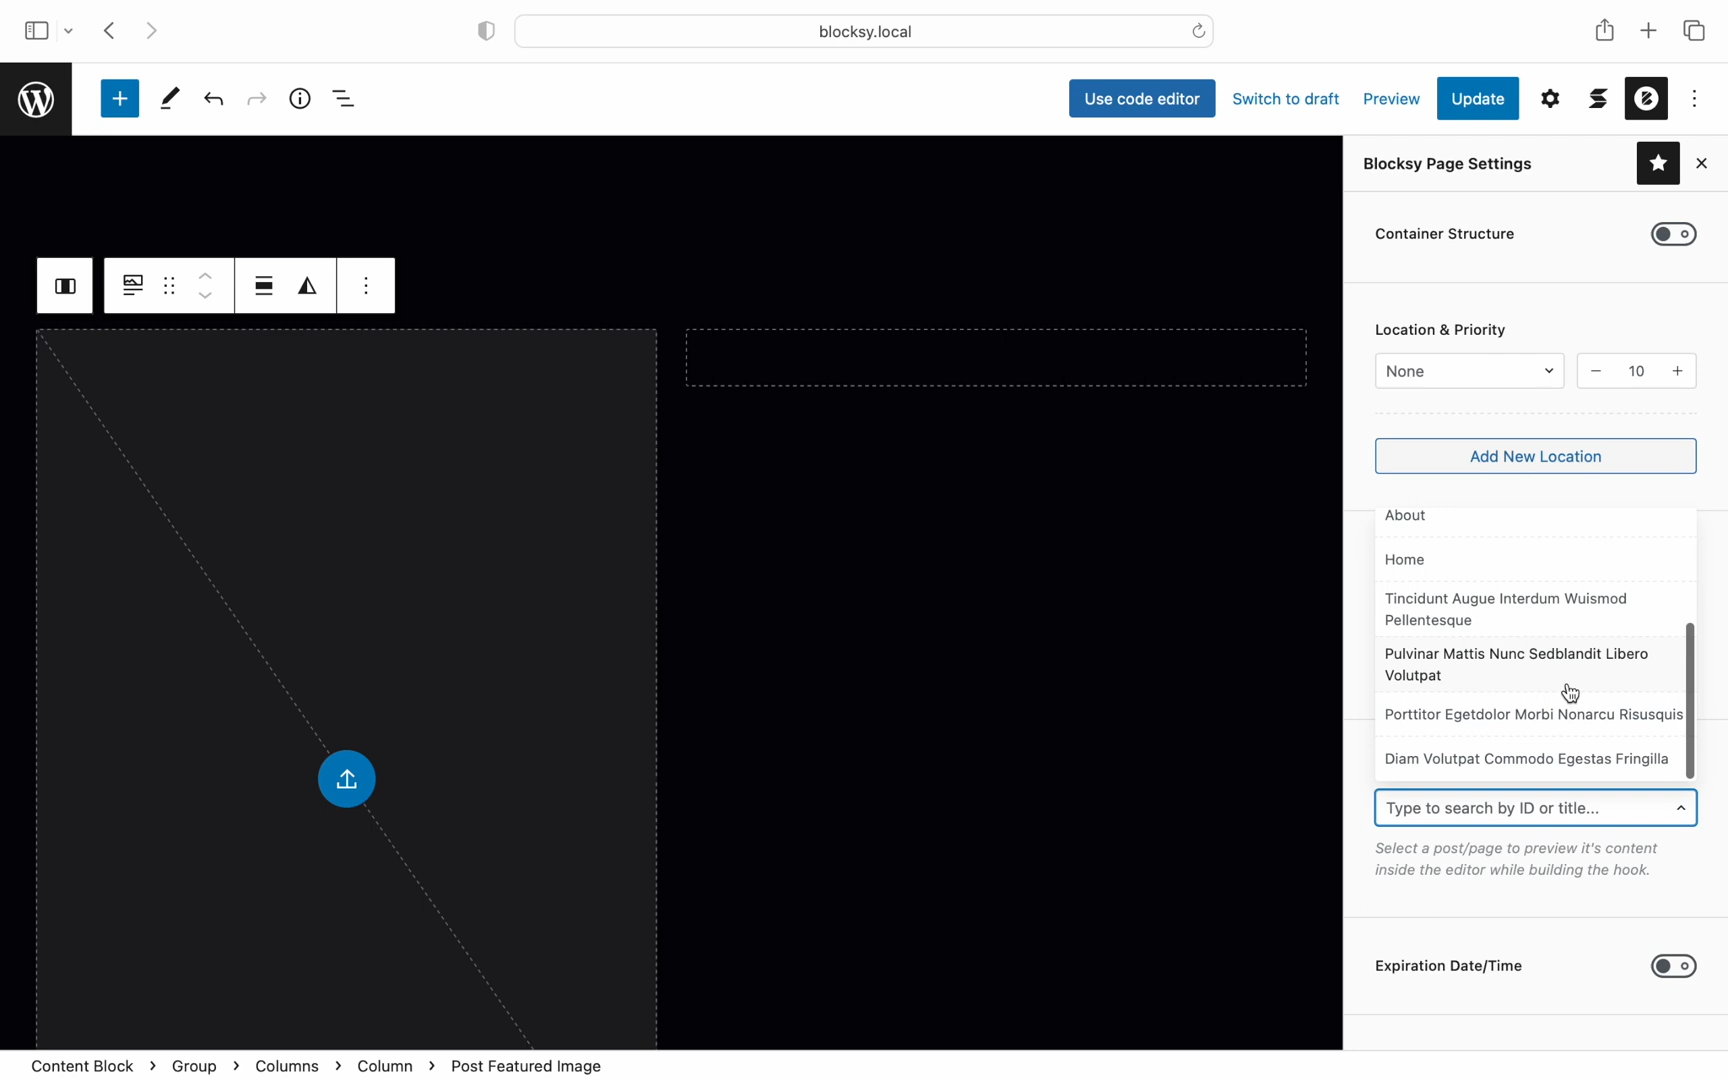 blocksy.local
Use code editor
Switch to draft
Preview
Update
Blocksy Page Settings
Container Structure
Location & Priority
None
10
Add New Location
About
Home
Tincidunt Augue Interdum Wuismod
Pellentesque
Pulvinar Mattis Nunc Sedblandit Libero
Volutpat
Porttitor Egetdolor Morbi Nonarcu Risusquis
Diam Volutpat Commodo Egestas Fringilla
Type to search by ID or title...
Select a post/page to preview it's content
inside the editor while building the hook.
Expiration Date/Time
Content Block > Group > Columns > Column > Post Featured Image